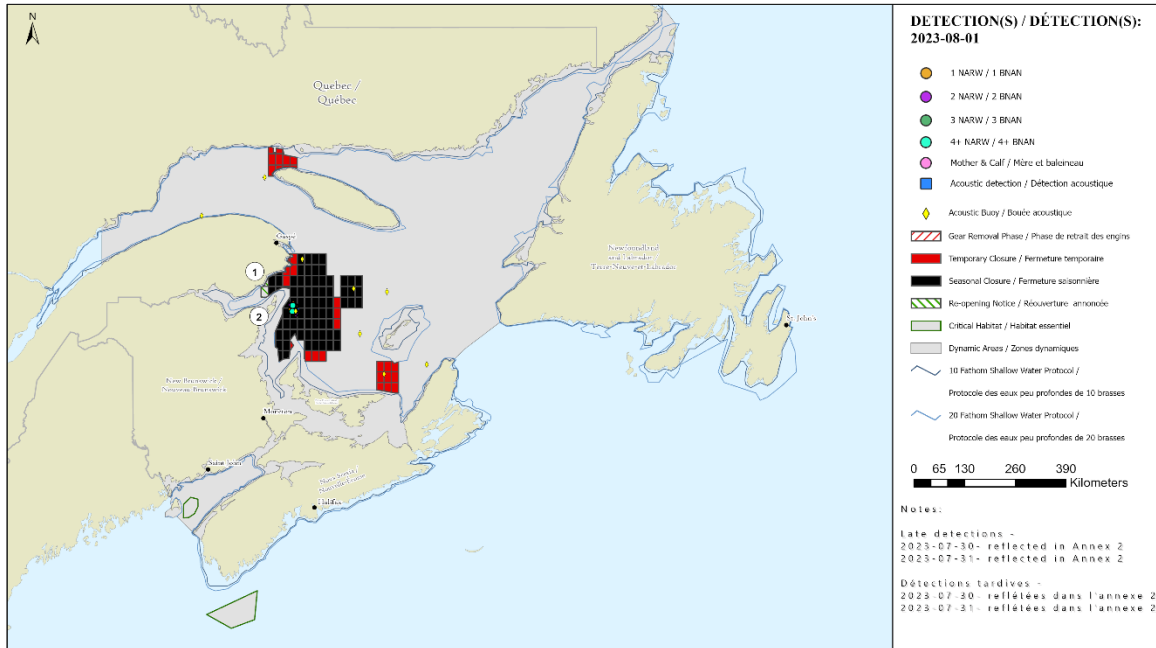 N
Quebec /
Québec
Gaspé
1
2
Newfoundland
and Labrador /
Terre-Neuve-et-Labrador
St. John's
New Brunswick /
Nouveau-Brunswick
Moncton
Saint John
Halifax
DETECTION(S) / DÉTECTION(S):
2023-08-01
1 NARW / 1 BNAN
2 NARW / 2 BNAN
3 NARW / 3 BNAN
4+ NARW / 4+ BNAN
Mother & Calf / Mère et baleineau
Acoustic detection / Détection acoustique
Acoustic Buoy / Bouée acoustique
Gear Removal Phase / Phase de retrait des engins
Temporary Closure / Fermeture temporaire
Seasonal Closure / Fermeture saisonnière
Re-opening Notice / Réouverture annoncée
Critical Habitat / Habitat essentiel
Dynamic Areas / Zones dynamiques
10 Fathom Shallow Water Protocol /
Protocole des eaux peu profondes de 10 brasses
20 Fathom Shallow Water Protocol /
Protocole des eaux peu profondes de 20 brasses
0 65 130 260 390
Kilometers
Notes:
Late detections -
2023-07-30- reflected in Annex 2
2023-07-31- reflected in Annex 2
Détections tardives -
2023-07-30- reflétées dans l'annexe 2
2023-07-31- reflétées dans l'annexe 2